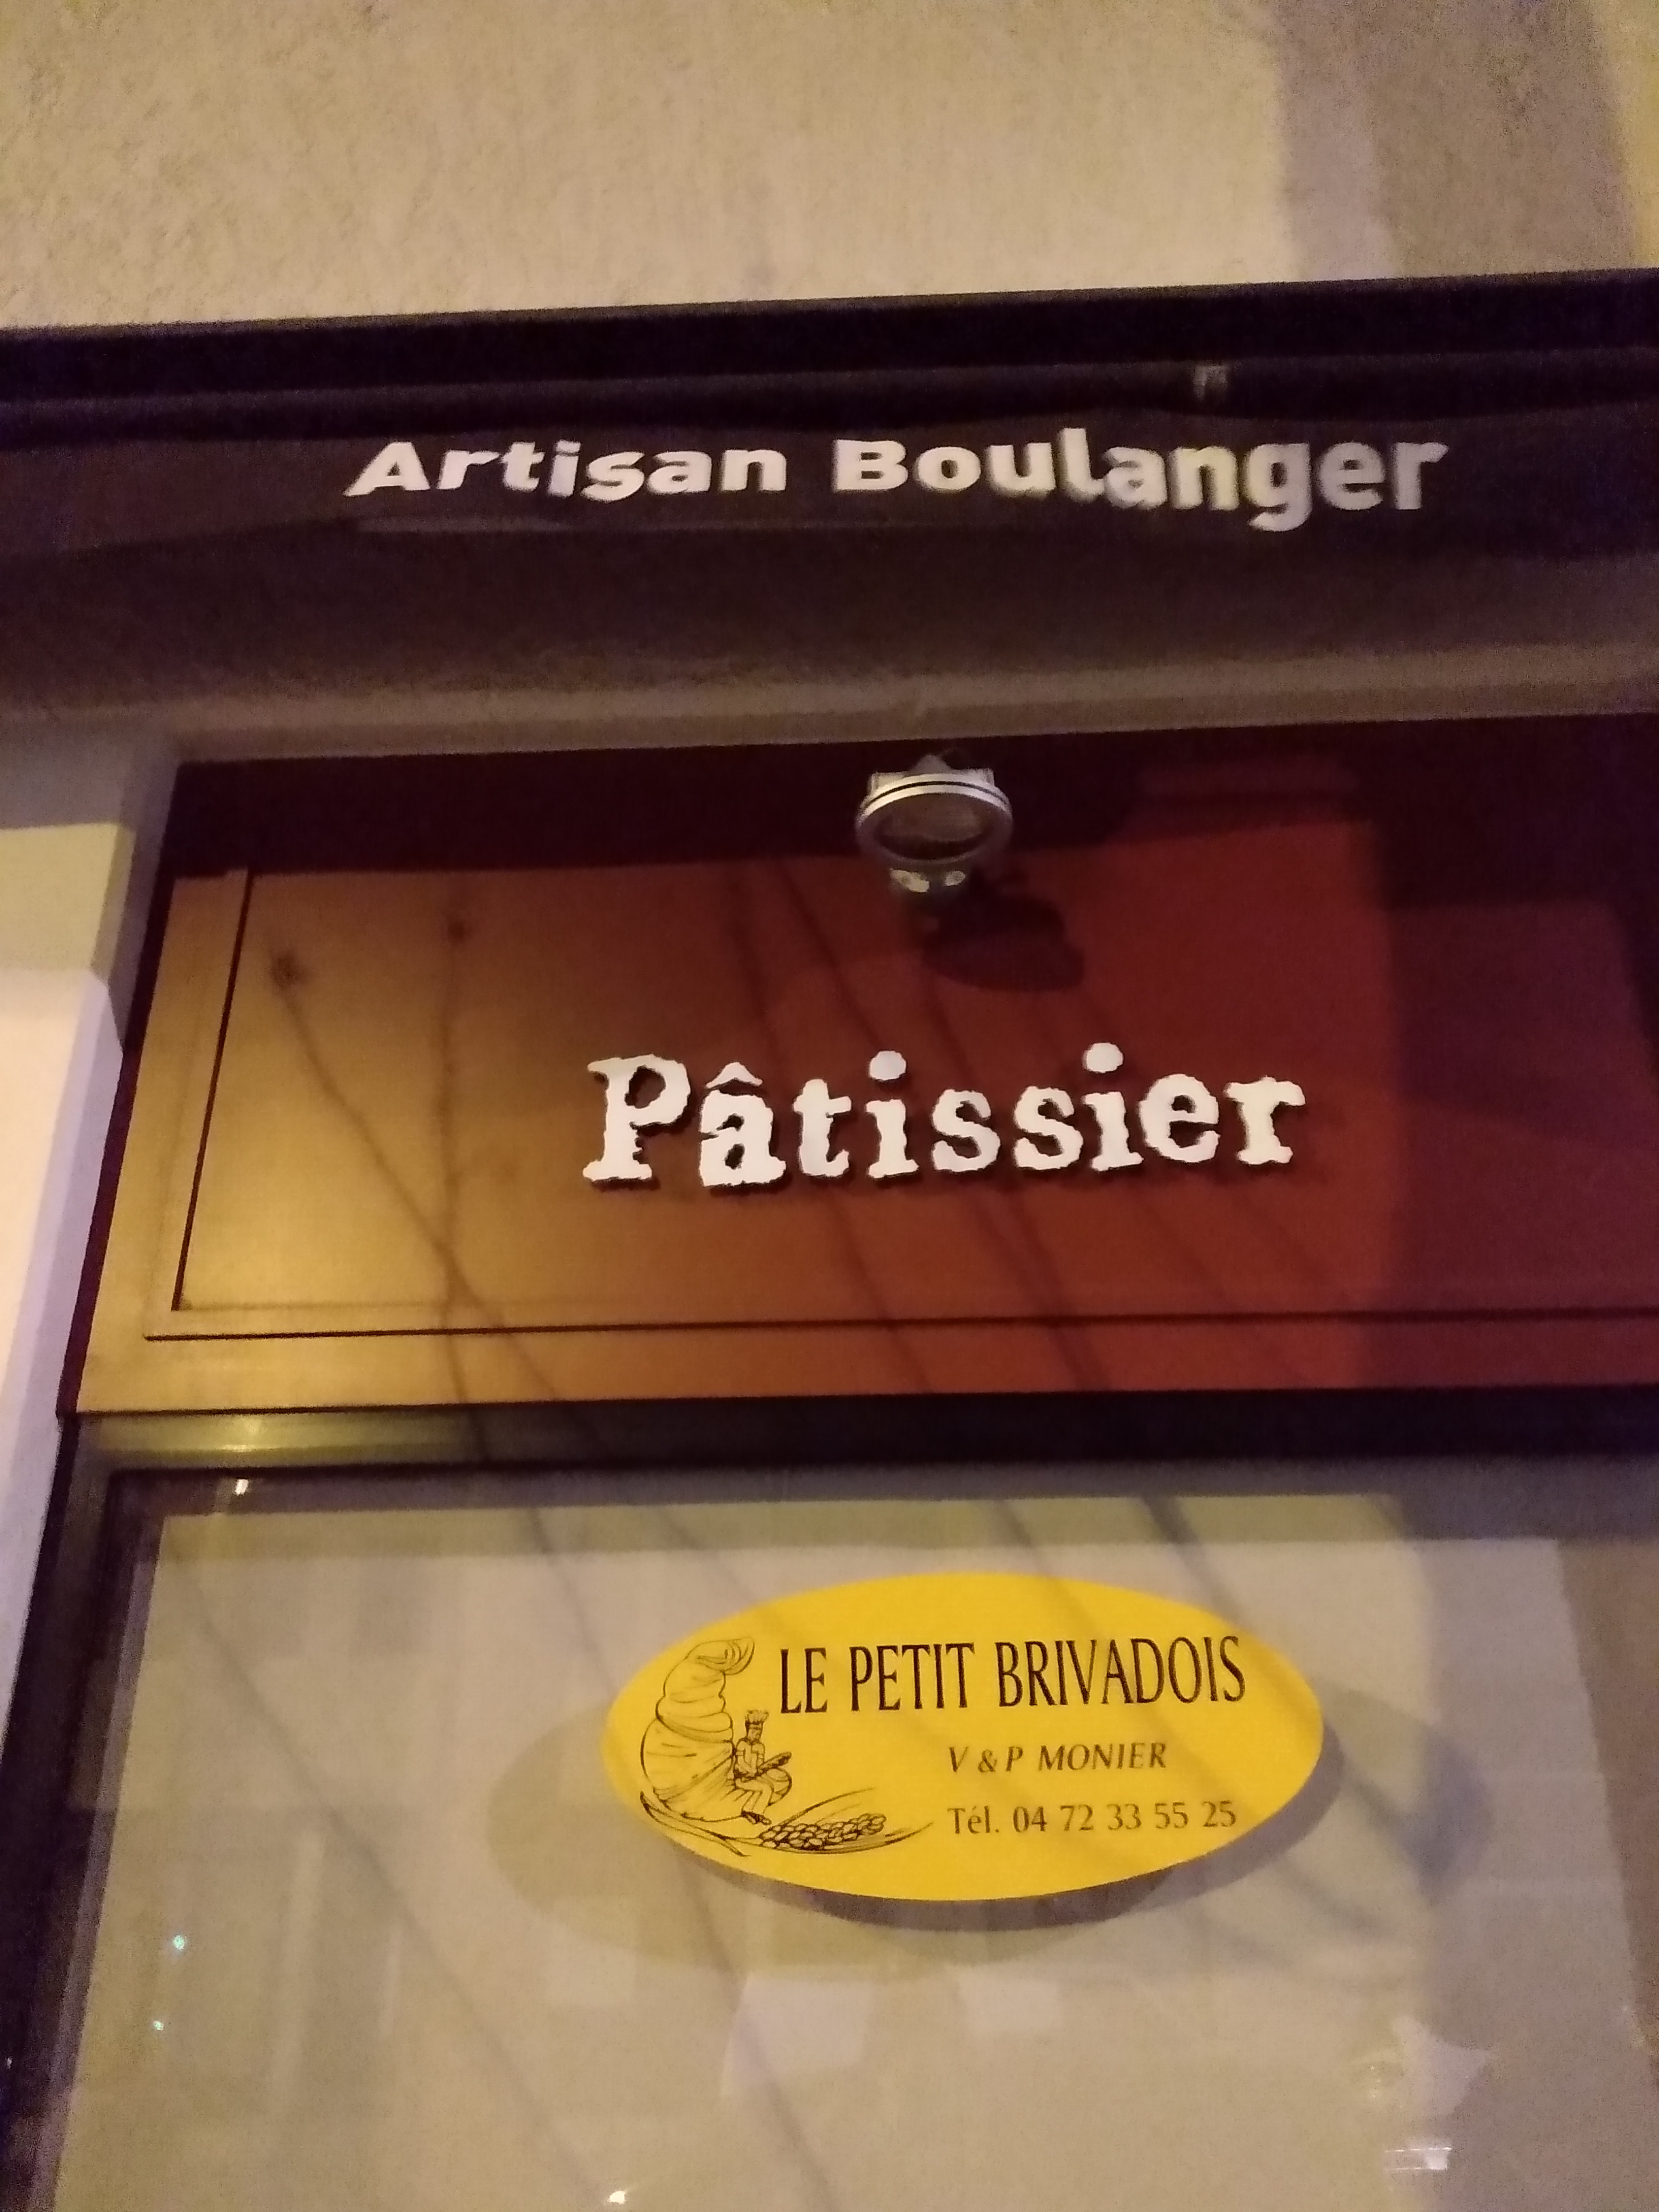 Artisan Boulanger
Pâtissier
LE PETIT BRIVADOIS
V & P MONIER
Tél. 04 72 33 55 25